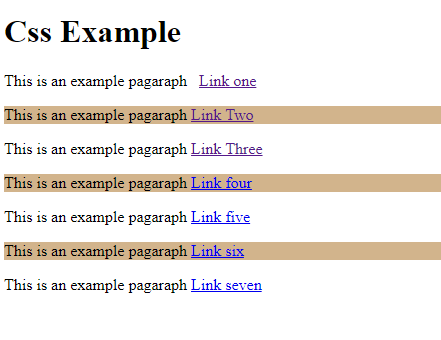 Css Example
This is an example pagaraph Link one
This is an example pagaraph Link Two
This is an example pagaraph Link Three
This is an example pagaraph Link four
This is an example pagaraph Link five
This is an example pagaraph Link six
This is an example pagaraph Link seven